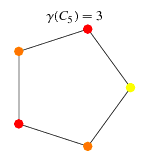 γ(C₅) = 3